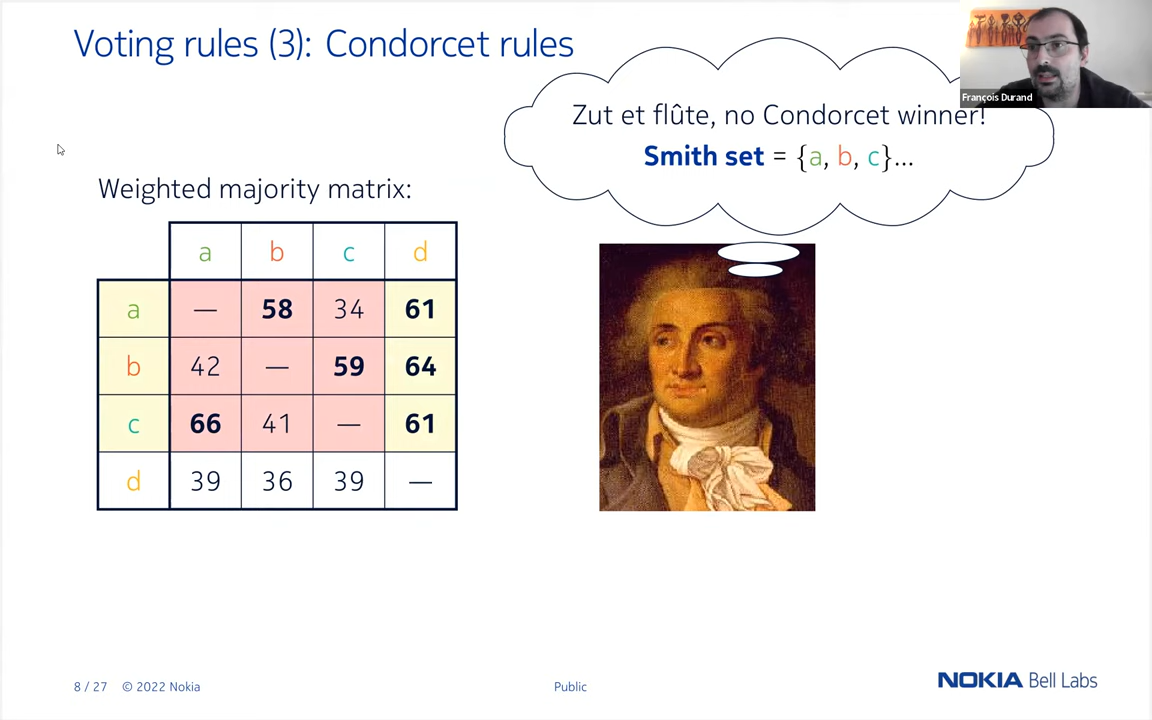 Voting rules (3): Condorcet rules
François Durand
Zut et flûte, no Condorcet winner!
Smith set = {a, b, c}...
Weighted majority matrix:
a b c d
a — 58 34 61
b 42 — 59 64
c 66 41 — 61
d 39 36 39 —
8 / 27 © 2022 Nokia
Public
NOKIA Bell Labs